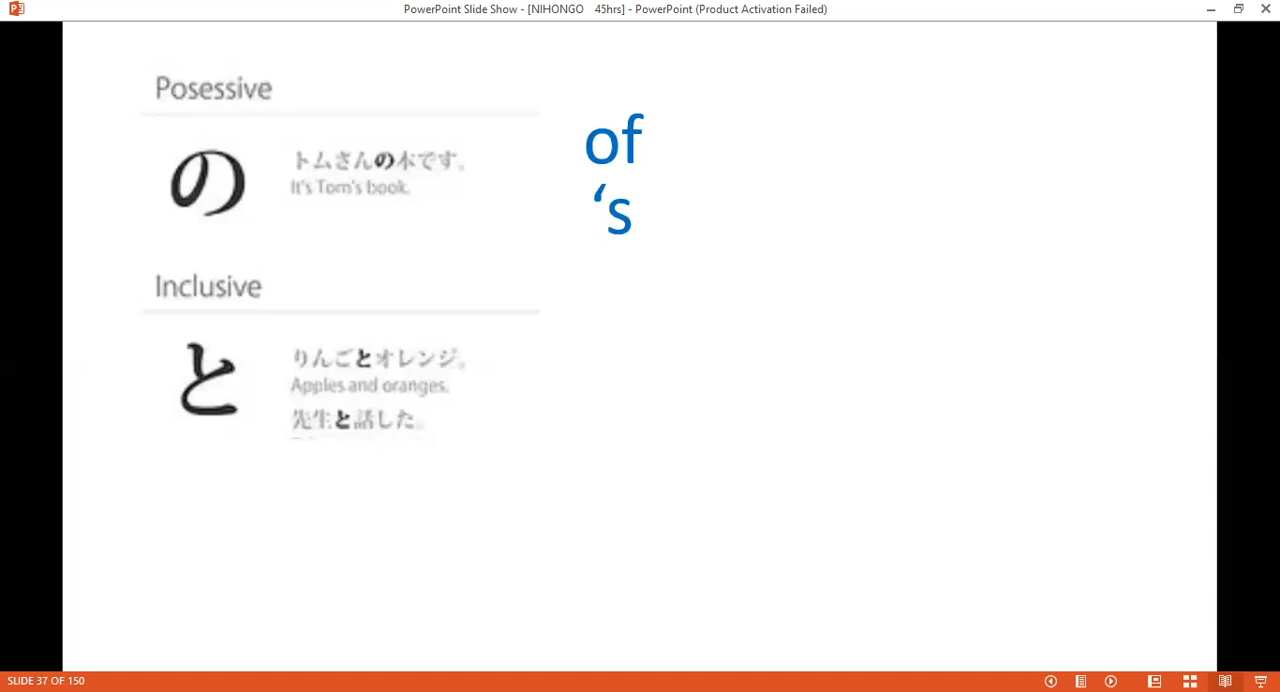 PowerPoint Slide Show - [NIHONGO 45hrs] - PowerPoint (Product Activation Failed)
Posessive
の
トムさんの本です。
It's Tom's book.
of
‘s
Inclusive
と
りんごとオレンジ。
Apples and oranges.
先生と話した。
SLIDE 37 OF 150